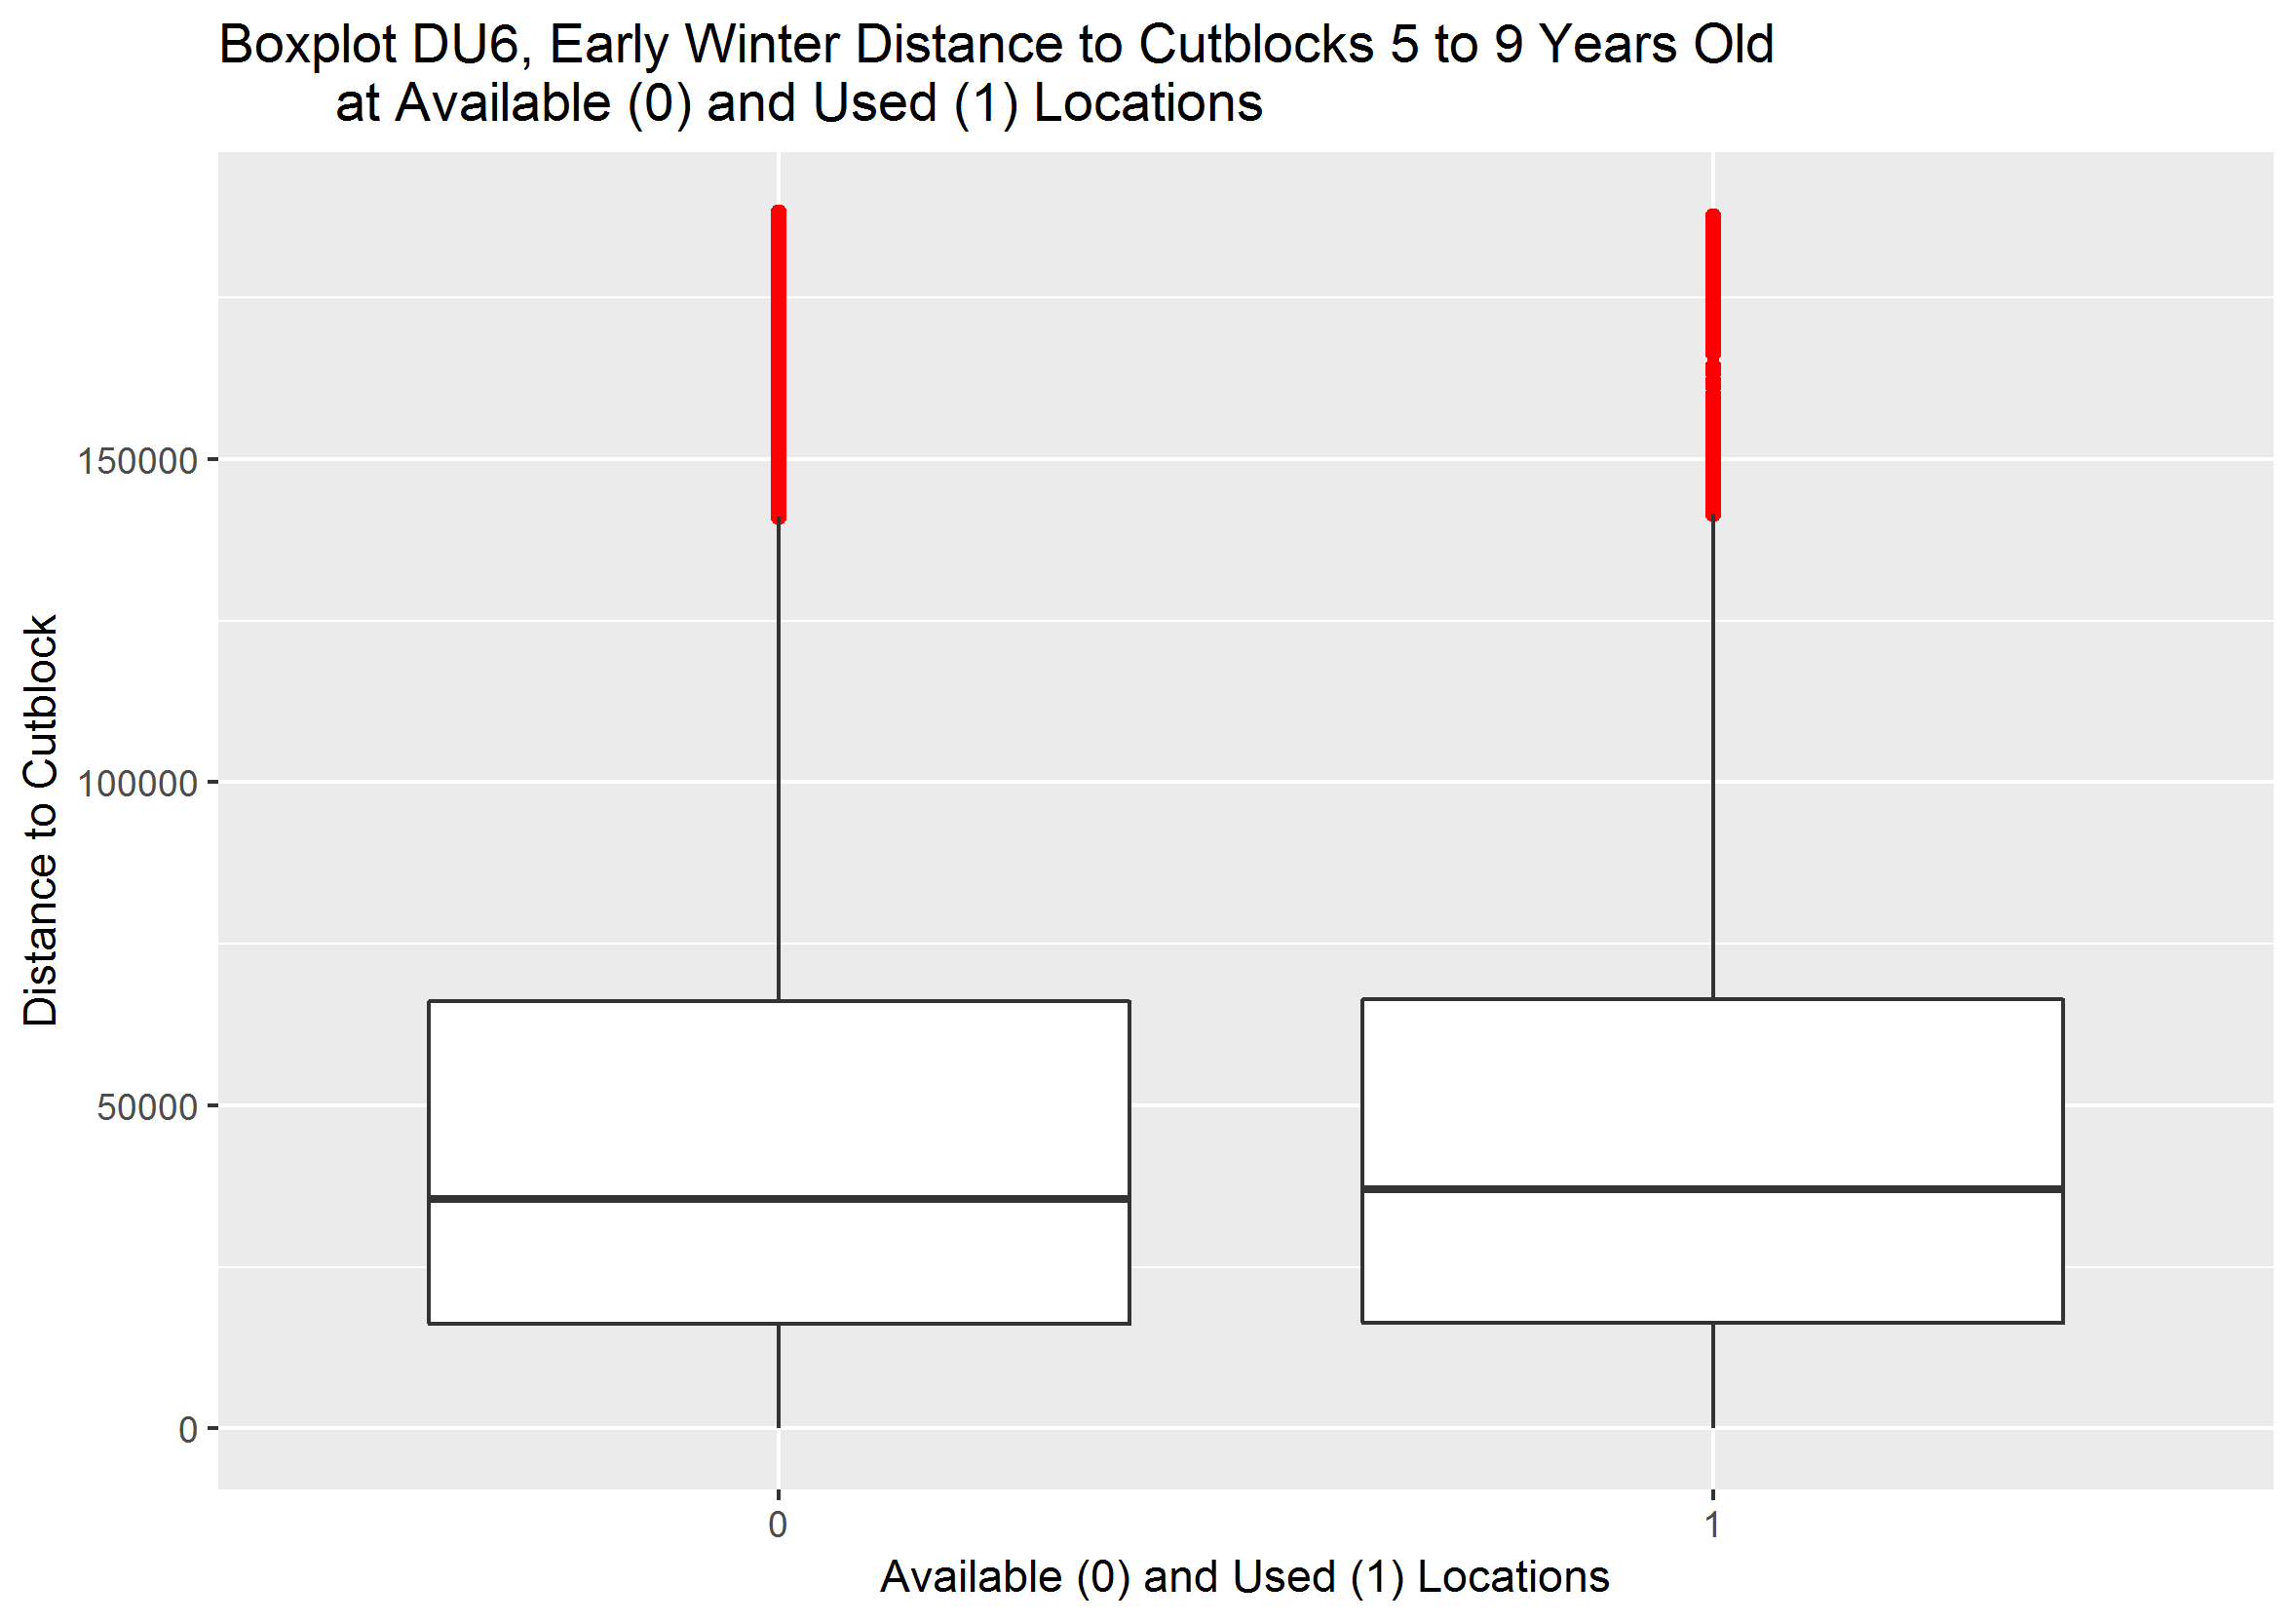 Boxplot DU6, Early Winter Distance to Cutblocks 5 to 9 Years Old
at Available (0) and Used (1) Locations
Distance to Cutblock
150000
100000
50000
0
0
1
Available (0) and Used (1) Locations